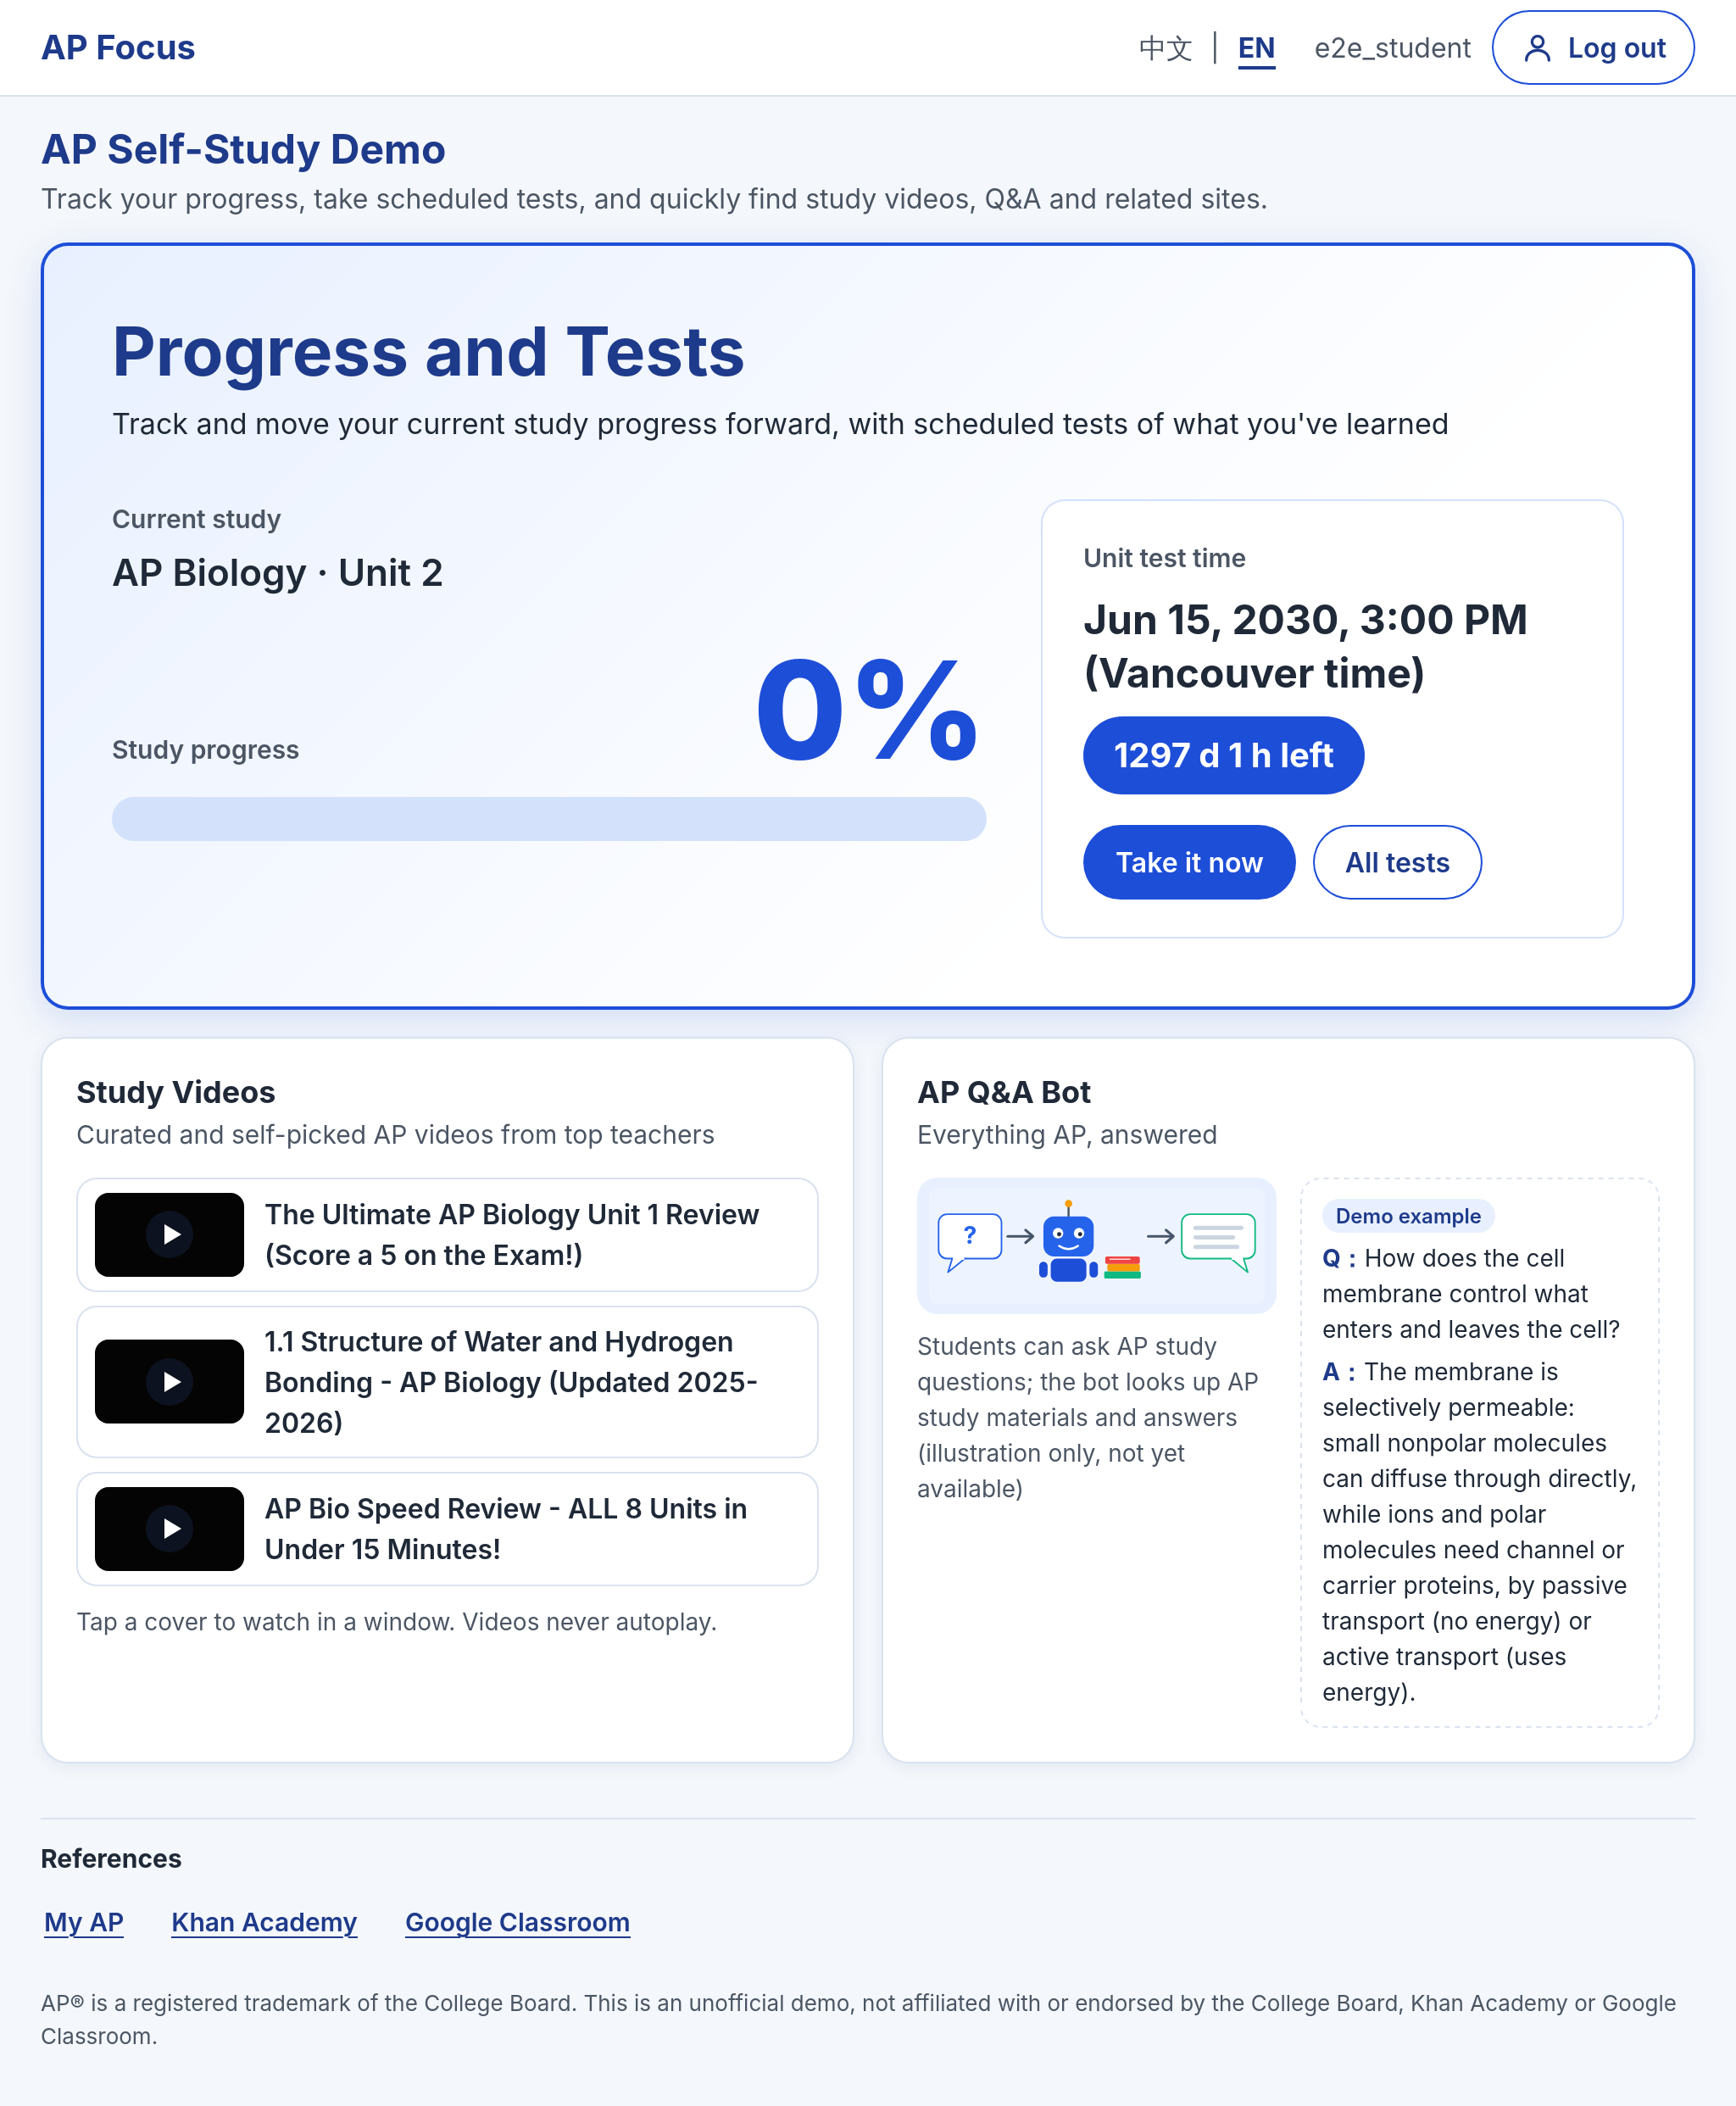 AP Focus
中文 | EN e2e_student Log out
AP Self-Study Demo
Track your progress, take scheduled tests, and quickly find study videos, Q&A and related sites.
Progress and Tests
Track and move your current study progress forward, with scheduled tests of what you've learned
Current study
AP Biology · Unit 2
Study progress
0%
Unit test time
Jun 15, 2030, 3:00 PM
(Vancouver time)
1297 d 1 h left
Take it now
All tests
Study Videos
Curated and self-picked AP videos from top teachers
The Ultimate AP Biology Unit 1 Review
(Score a 5 on the Exam!)
1.1 Structure of Water and Hydrogen
Bonding - AP Biology (Updated 2025-
2026)
AP Bio Speed Review - ALL 8 Units in
Under 15 Minutes!
Tap a cover to watch in a window. Videos never autoplay.
AP Q&A Bot
Everything AP, answered
?
Students can ask AP study
questions; the bot looks up AP
study materials and answers
(illustration only, not yet
available)
Demo example
Q： How does the cell
membrane control what
enters and leaves the cell?
A： The membrane is
selectively permeable:
small nonpolar molecules
can diffuse through directly,
while ions and polar
molecules need channel or
carrier proteins, by passive
transport (no energy) or
active transport (uses
energy).
References
My AP
Khan Academy
Google Classroom
AP® is a registered trademark of the College Board. This is an unofficial demo, not affiliated with or endorsed by the College Board, Khan Academy or Google
Classroom.